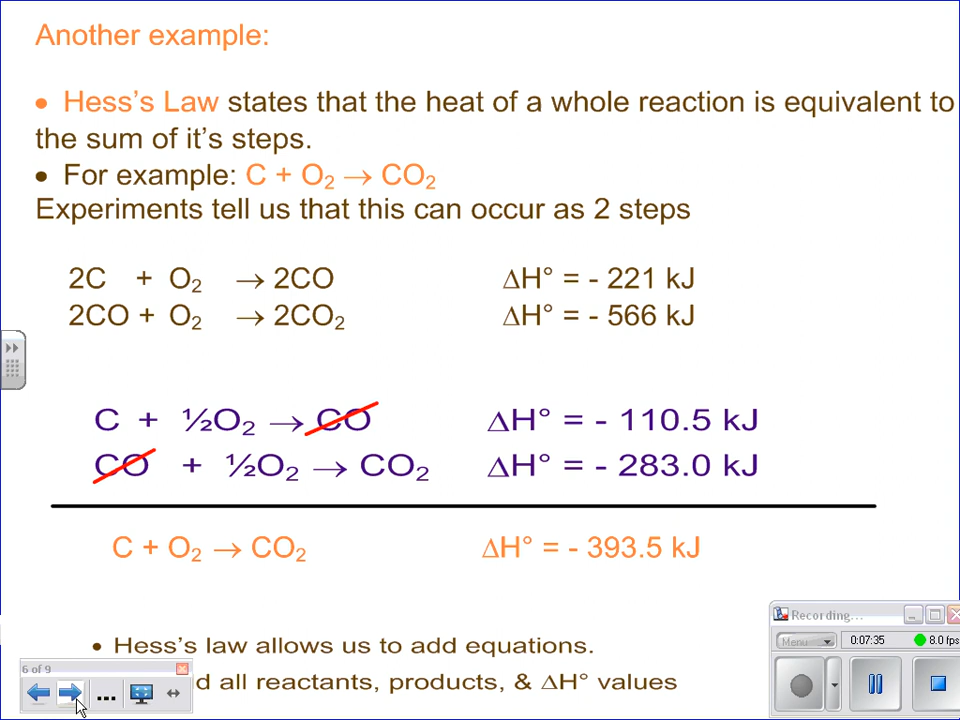 Another example:
• Hess's Law states that the heat of a whole reaction is equivalent to
the sum of it's steps.
• For example: C + O₂ → CO₂
Experiments tell us that this can occur as 2 steps
2C + O₂ → 2CO ΔH° = - 221 kJ
2CO + O₂ → 2CO₂ ΔH° = - 566 kJ
C + ½O₂ → CO ΔH° = - 110.5 kJ
CO + ½O₂ → CO₂ ΔH° = - 283.0 kJ
C + O₂ → CO₂ ΔH° = - 393.5 kJ
• Hess's law allows us to add equations.
d all reactants, products, & ΔH° values
6 of 9
...
Recording...
Menu 0:07:35 8.0 fps